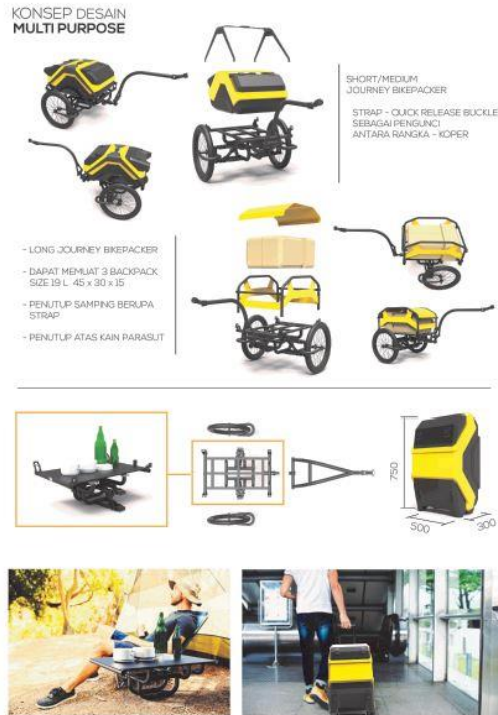 KONSEP DESAIN
MULTI PURPOSE
SHORT/MEDIUM
JOURNEY BIKEPACKER
STRAP - QUICK RELEASE BUCKLE
SEBAGAI PENGUNCI
ANTARA RANGKA - KOPER
- LONG JOURNEY BIKEPACKER
- DAPAT MEMUAT 3 BACKPACK
SIZE 19 L 45 x 30 x 15
- PENUTUP SAMPING BERUPA
STRAP
- PENUTUP ATAS KAIN PARASUT
750
500
300